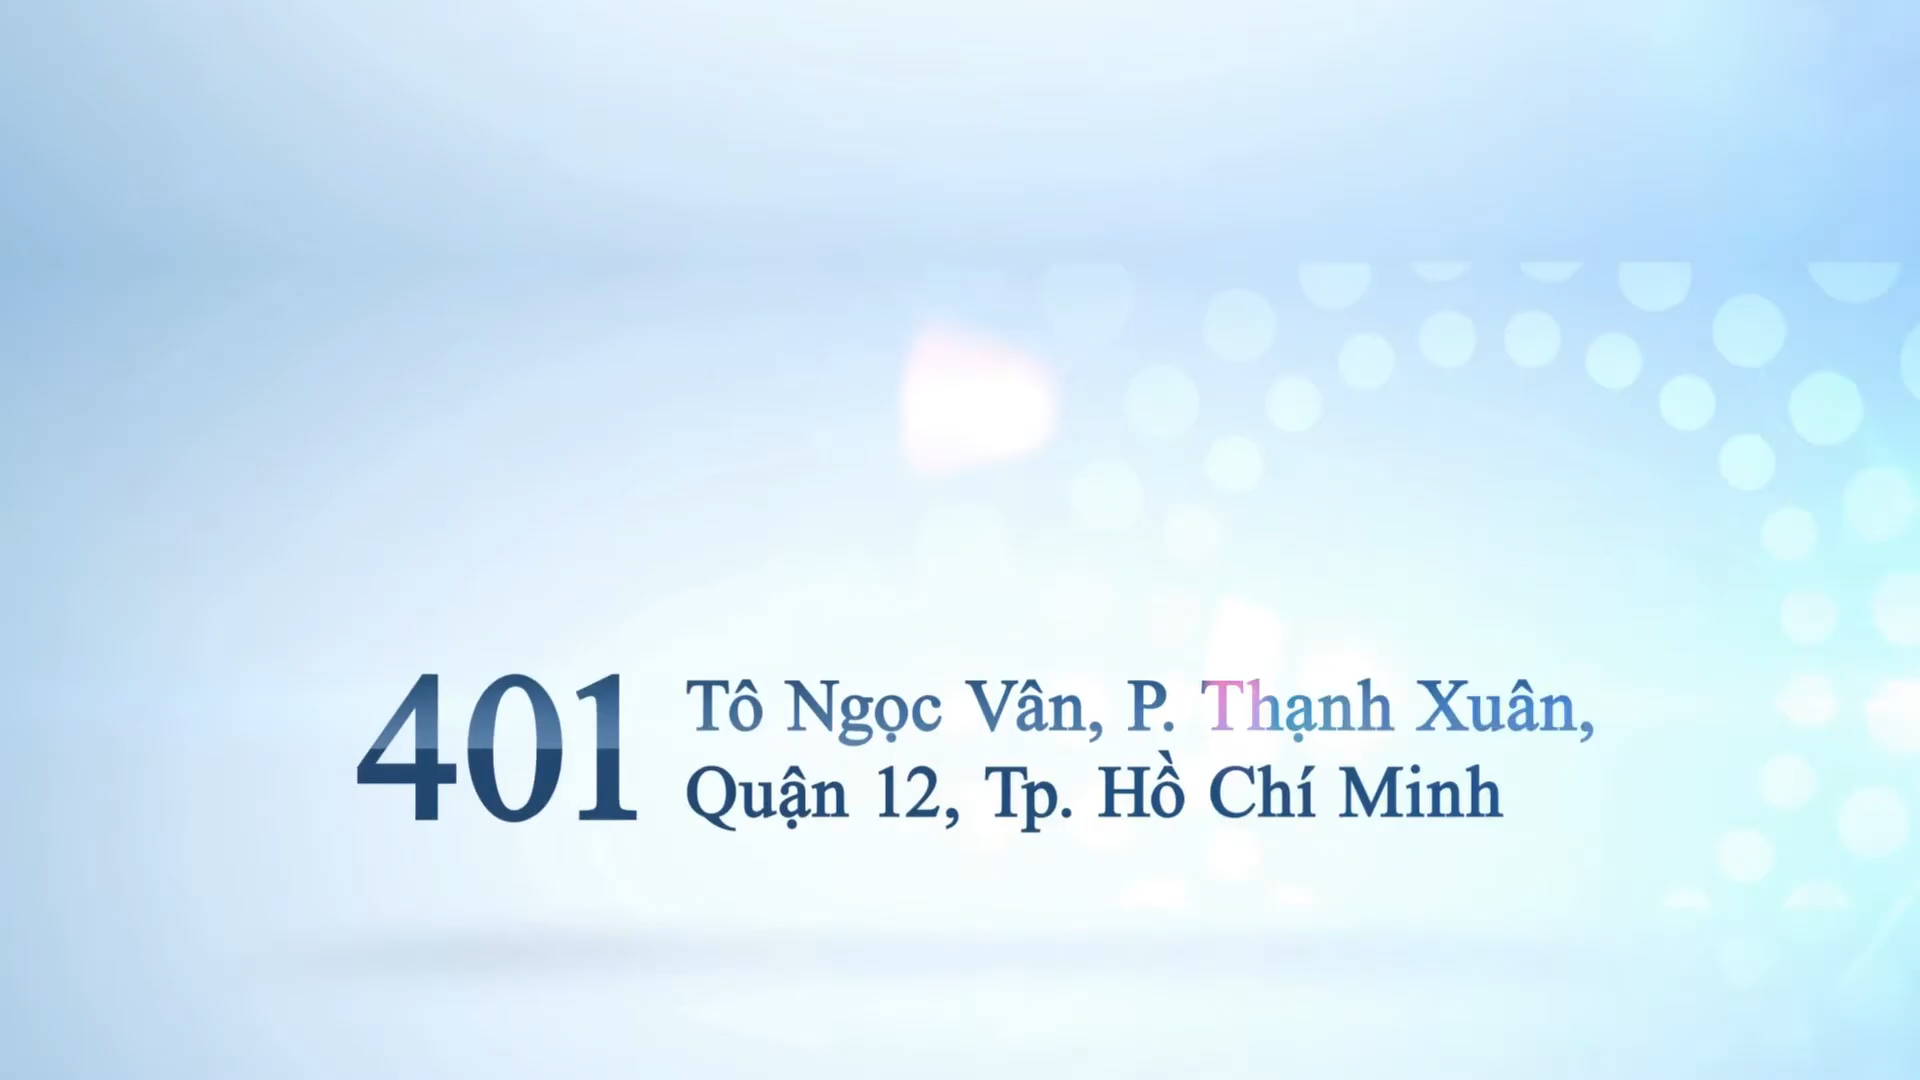 401 Tô Ngọc Vân, P. Thạnh Xuân,
Quận 12, Tp. Hồ Chí Minh